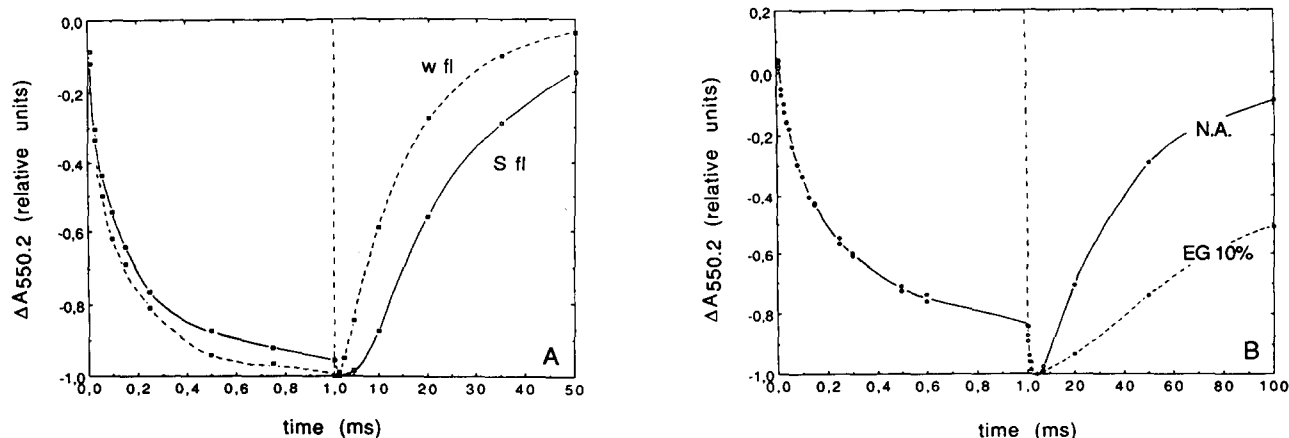 0,0
-0,2
-0,4
-0,6
-0,8
-1,0
ΔA550.2 (relative units)
w fl
S fl
A
0,0 0,2 0,4 0,6 0,8 1,0 10 20 30 40 50
time (ms)
0,2
0,0
-0,2
-0,4
-0,6
-0,8
-1,0
ΔA550.2 (relative units)
N.A.
EG 10%
B
0,0 0,2 0,4 0,6 0,8 1,0 20 40 60 80 100
time (ms)